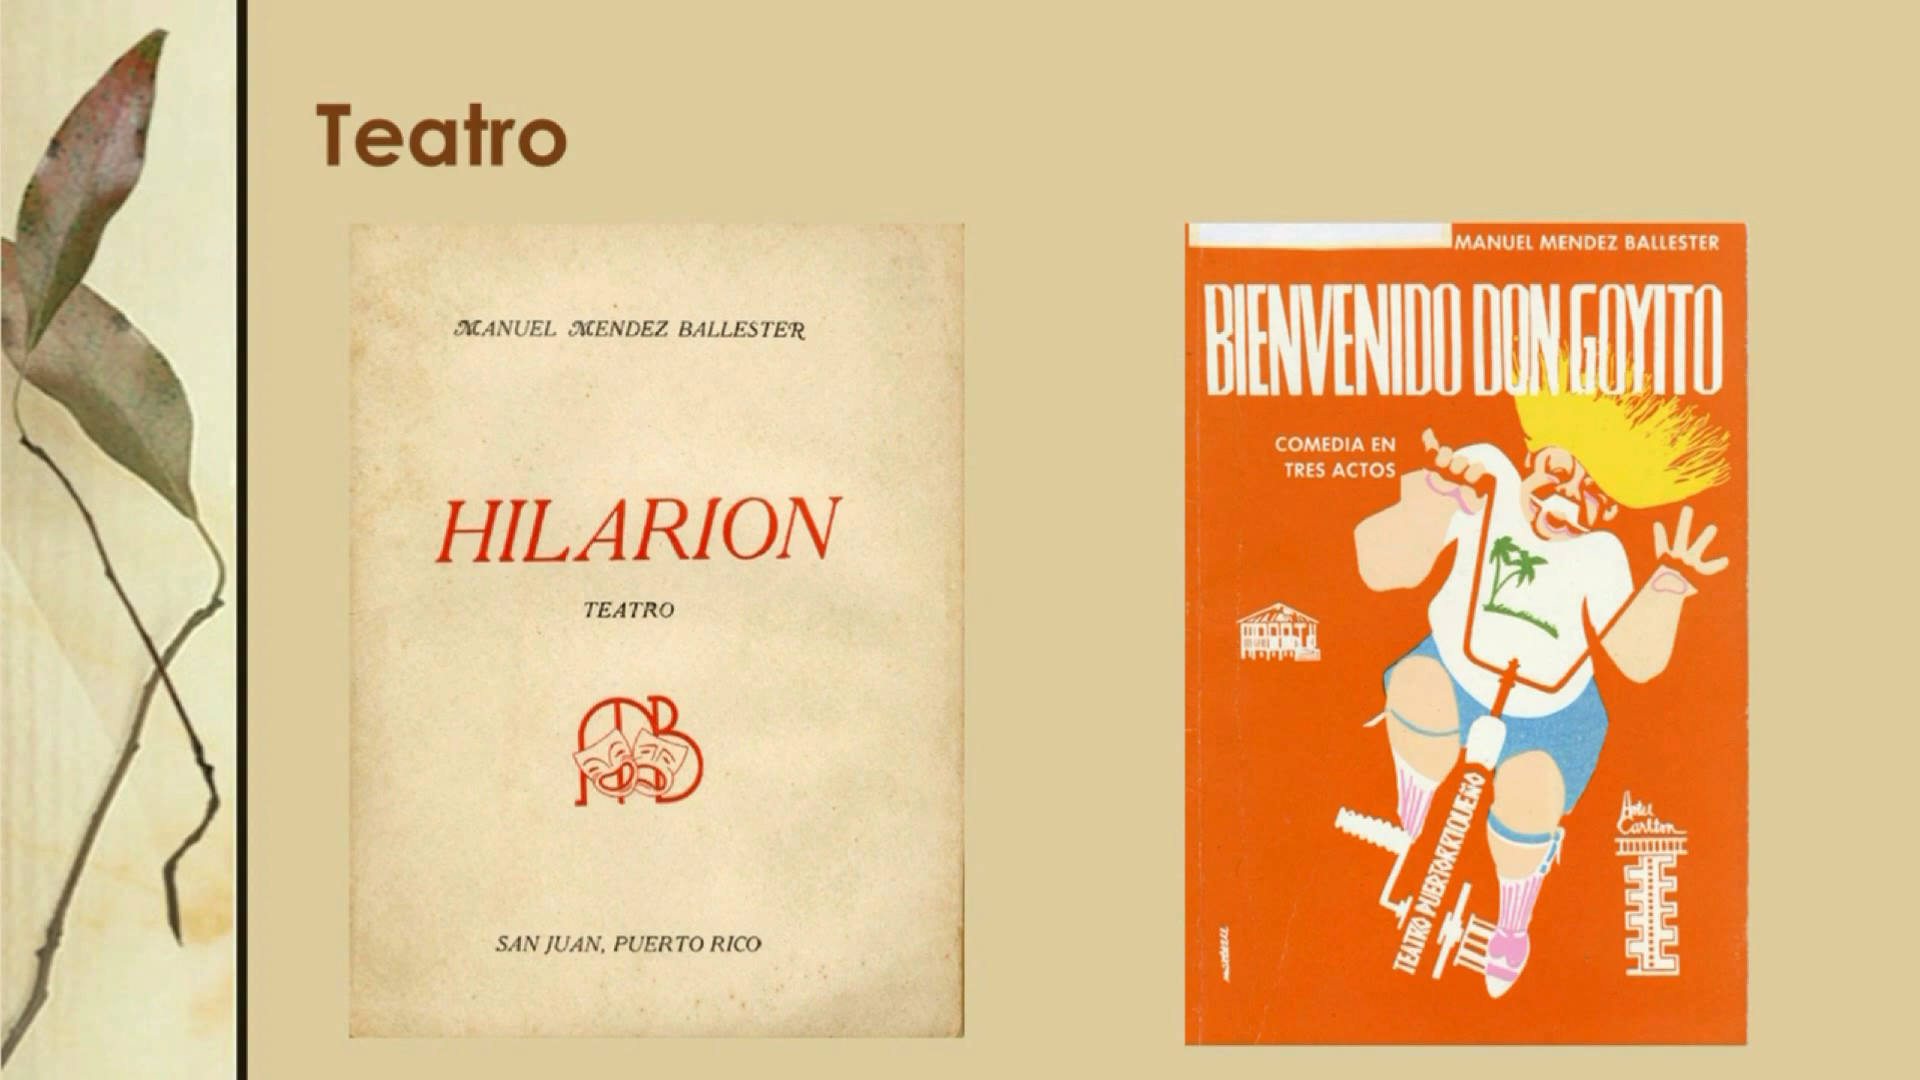 Teatro
MANUEL MENDEZ BALLESTER
HILARION
TEATRO
MB
SAN JUAN, PUERTO RICO
MANUEL MENDEZ BALLESTER
BIENVENIDO DON GOYITO
COMEDIA EN
TRES ACTOS
TEATRO PUERTORRIQUEÑO
Hotel
Carlton